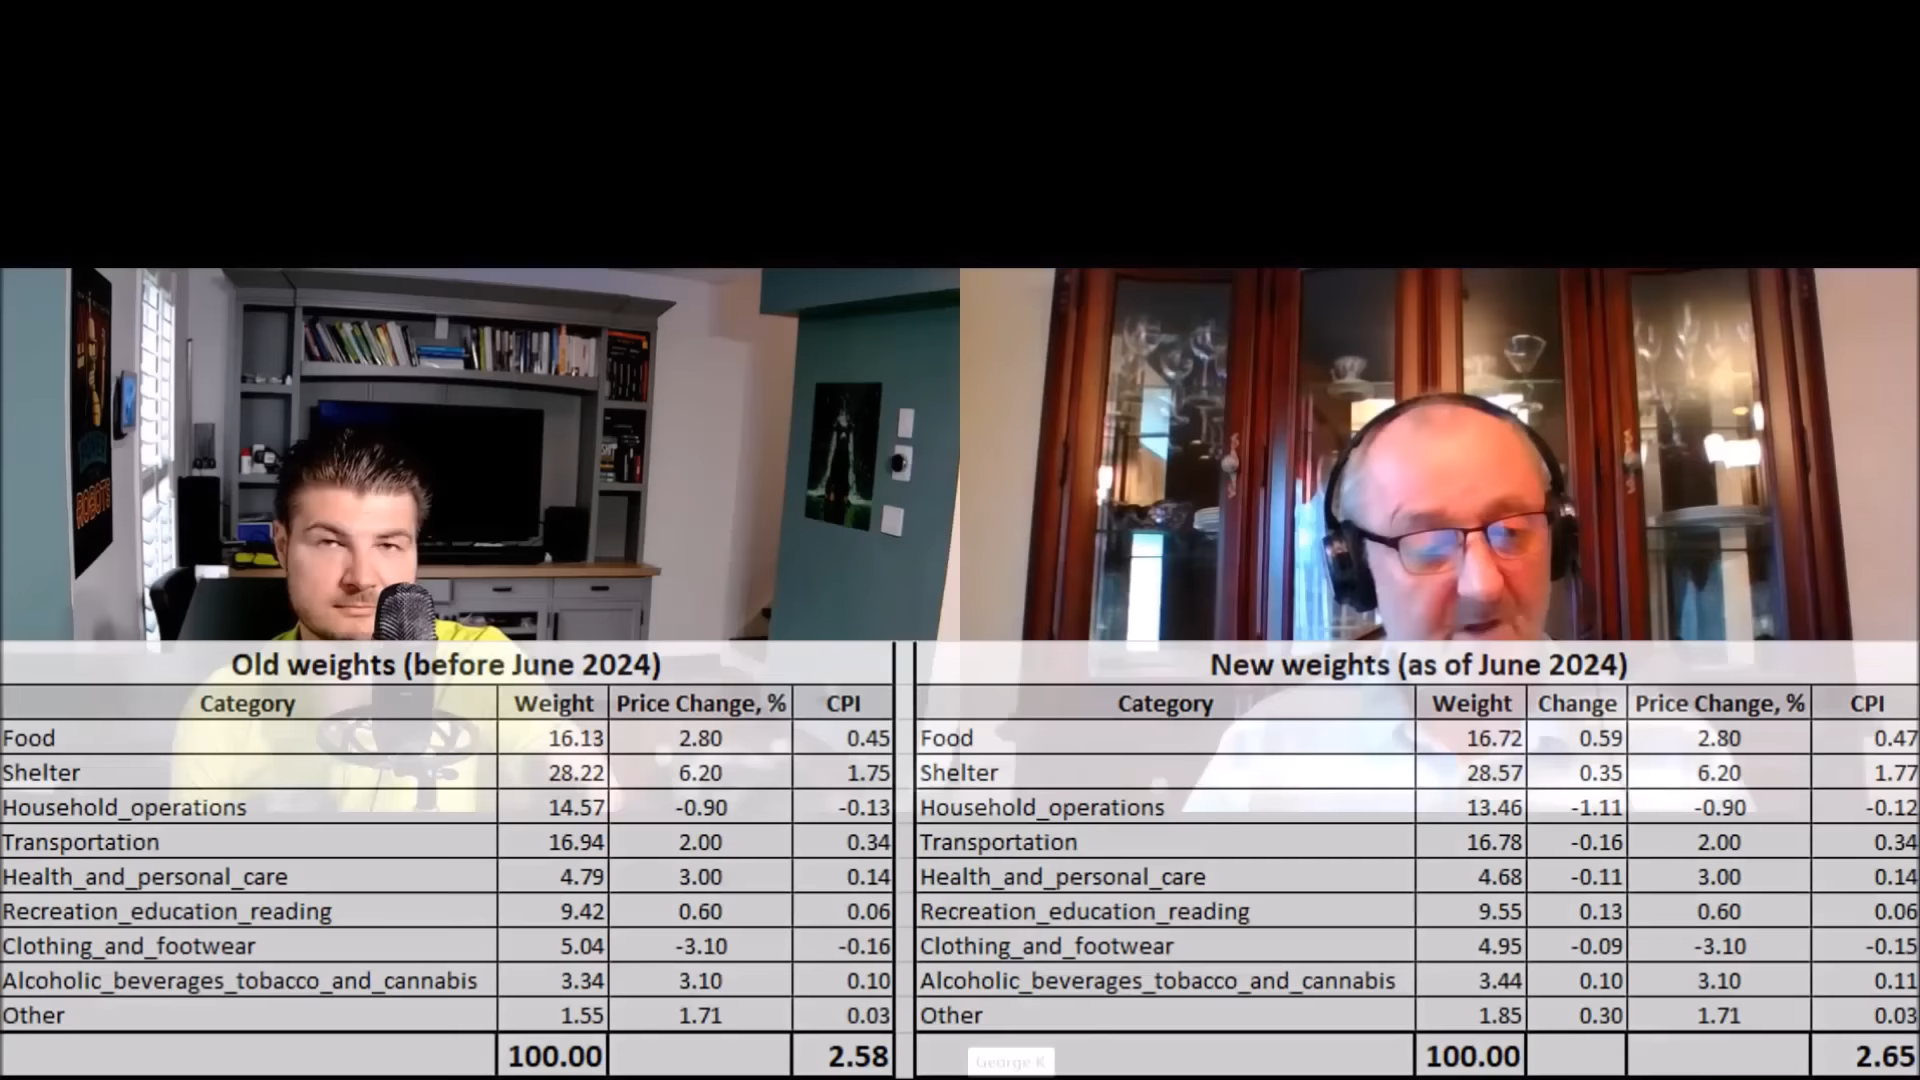 ROBOTS
Old weights (before June 2024)
Category Weight Price Change, % CPI
Food 16.13 2.80 0.45
Shelter 28.22 6.20 1.75
Household_operations 14.57 -0.90 -0.13
Transportation 16.94 2.00 0.34
Health_and_personal_care 4.79 3.00 0.14
Recreation_education_reading 9.42 0.60 0.06
Clothing_and_footwear 5.04 -3.10 -0.16
Alcoholic_beverages_tobacco_and_cannabis 3.34 3.10 0.10
Other 1.55 1.71 0.03
100.00 2.58
New weights (as of June 2024)
Category Weight Change Price Change, % CPI
Food 16.72 0.59 2.80 0.47
Shelter 28.57 0.35 6.20 1.77
Household_operations 13.46 -1.11 -0.90 -0.12
Transportation 16.78 -0.16 2.00 0.34
Health_and_personal_care 4.68 -0.11 3.00 0.14
Recreation_education_reading 9.55 0.13 0.60 0.06
Clothing_and_footwear 4.95 -0.09 -3.10 -0.15
Alcoholic_beverages_tobacco_and_cannabis 3.44 0.10 3.10 0.11
Other 1.85 0.30 1.71 0.03
100.00 2.65
George K